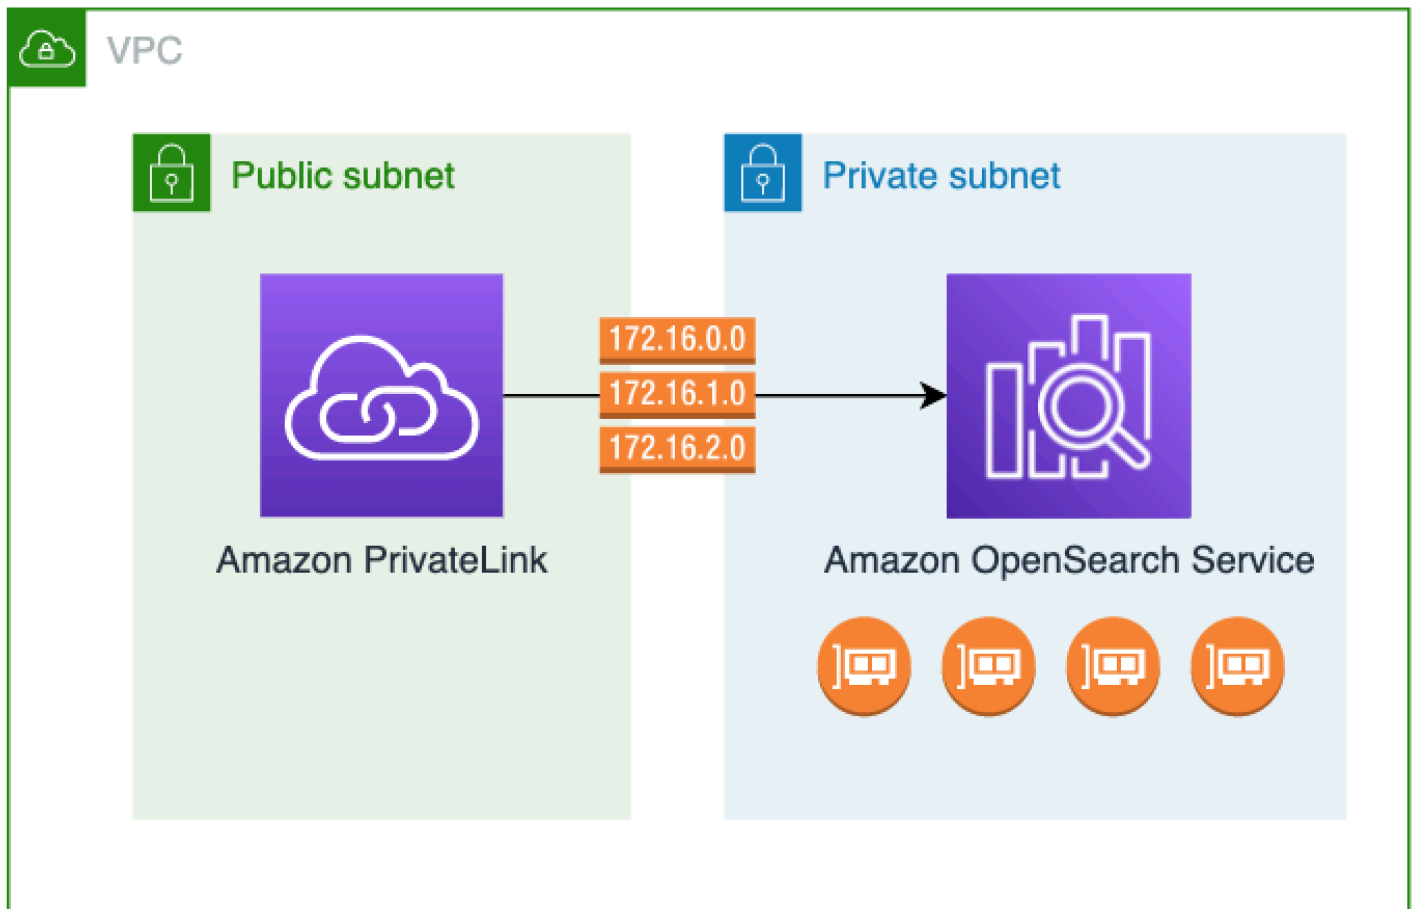 VPC
Public subnet
Private subnet
172.16.0.0
172.16.1.0
172.16.2.0
Amazon PrivateLink
Amazon OpenSearch Service